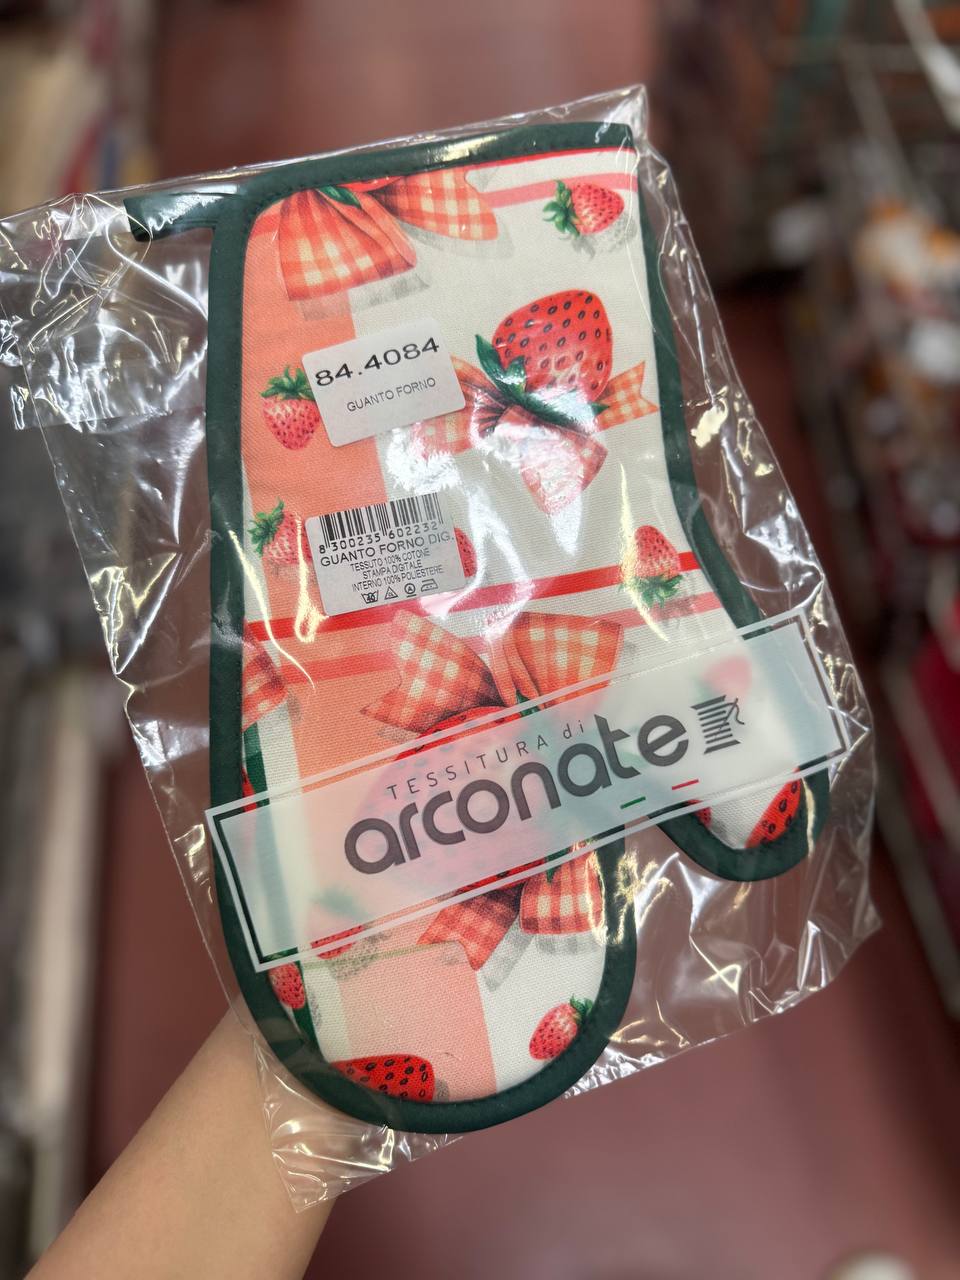 84.4084
GUANTO FORNO
8 300235 602232
GUANTO FORNO DIG.
TESSUTO 100% COTONE
STAMPA DIGITALE
INTERNO 100% POLIESTERE
40
A
TESSITURA di
arconate